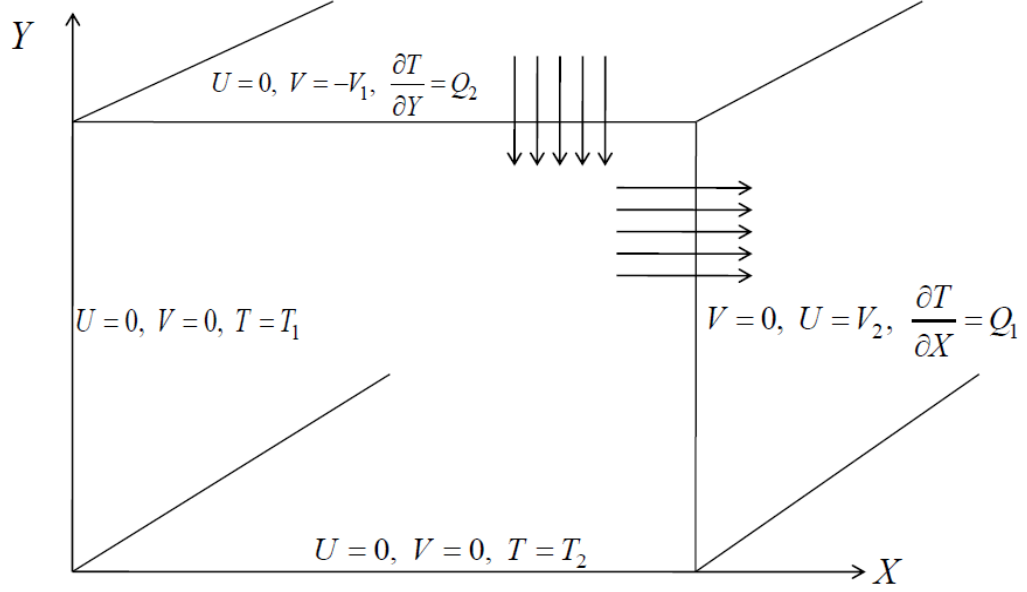 Y
U = 0, V = −V₁, ∂T/∂Y = Q₂
U = 0, V = 0, T = T₁
V = 0, U = V₂, ∂T/∂X = Q₁
U = 0, V = 0, T = T₂
X